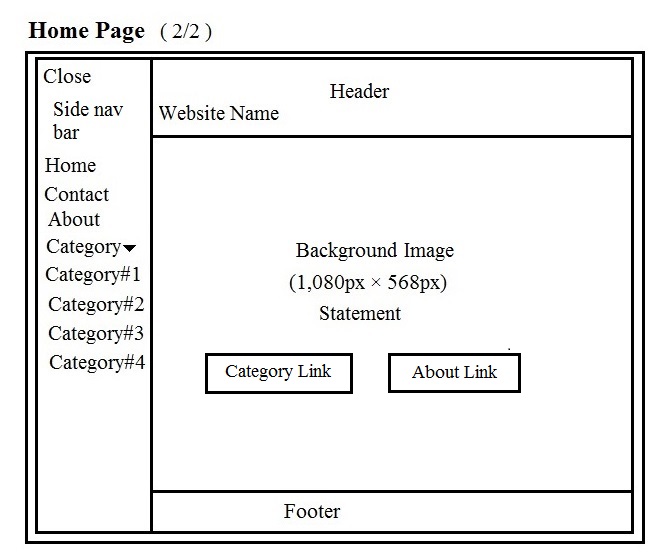 Home Page ( 2/2 )
Close
Side nav
bar
Home
Contact
About
Category
Category#1
Category#2
Category#3
Category#4
Header
Website Name
Background Image
(1,080px × 568px)
Statement
Category Link
About Link
Footer